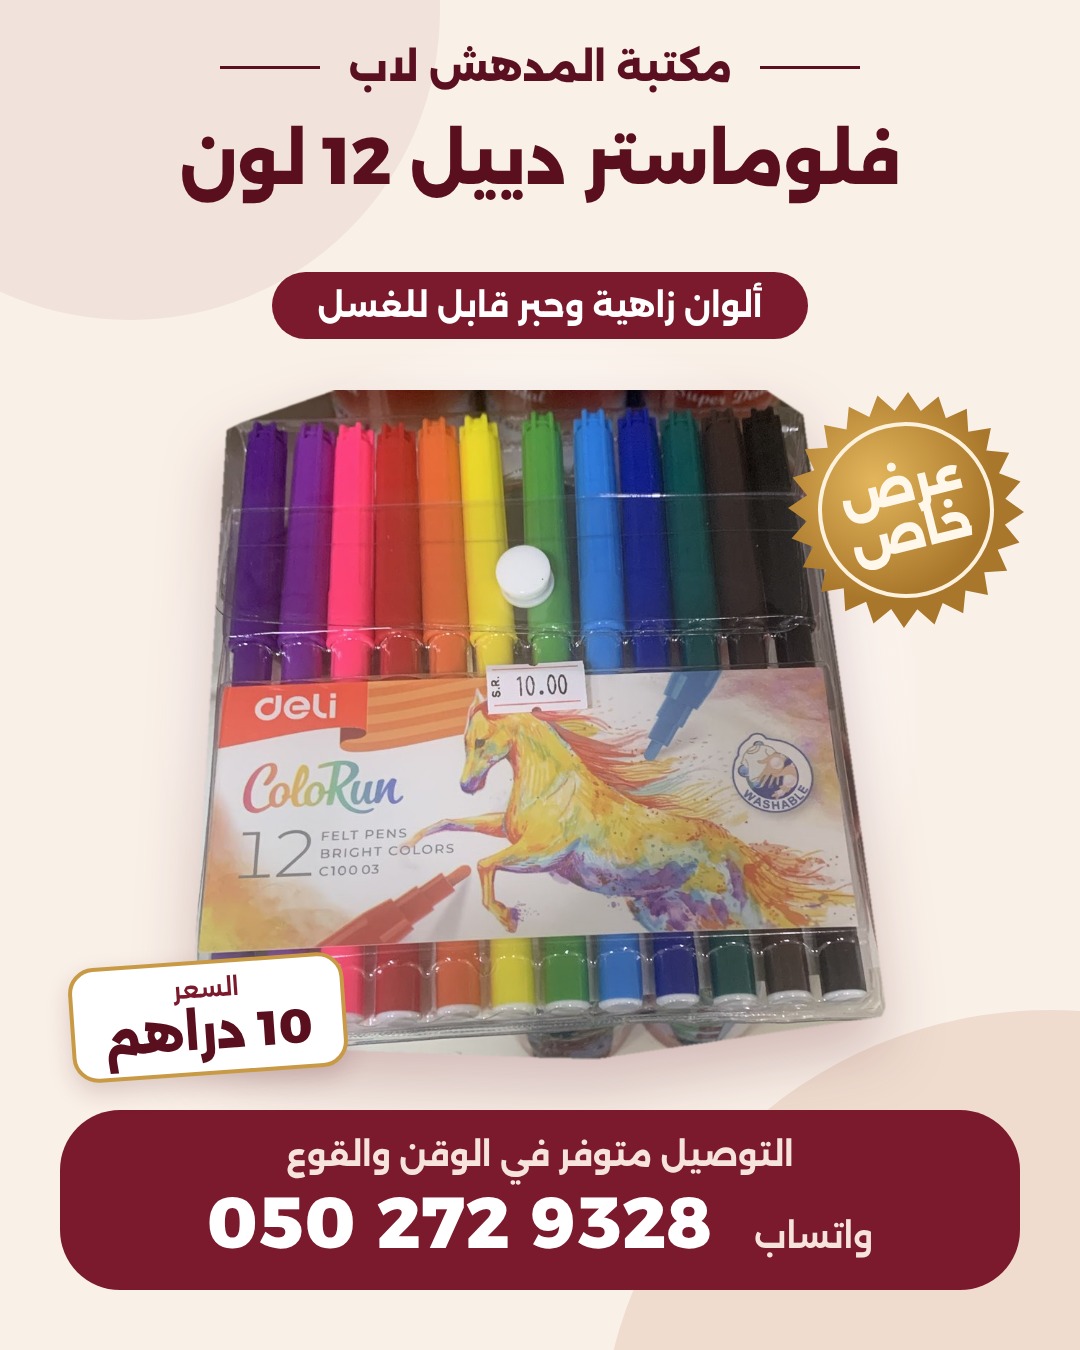 مكتبة المدهش لاب
فلوماستر دييل 12 لون
ألوان زاهية وحبر قابل للغسل
عرض
خاص
S.R. 10.00
deli
ColoRun
12 FELT PENS
BRIGHT COLORS
C100 03
WASHABLE
السعر
10 دراهم
التوصيل متوفر في الوقن والقوع
واتساب 050 272 9328